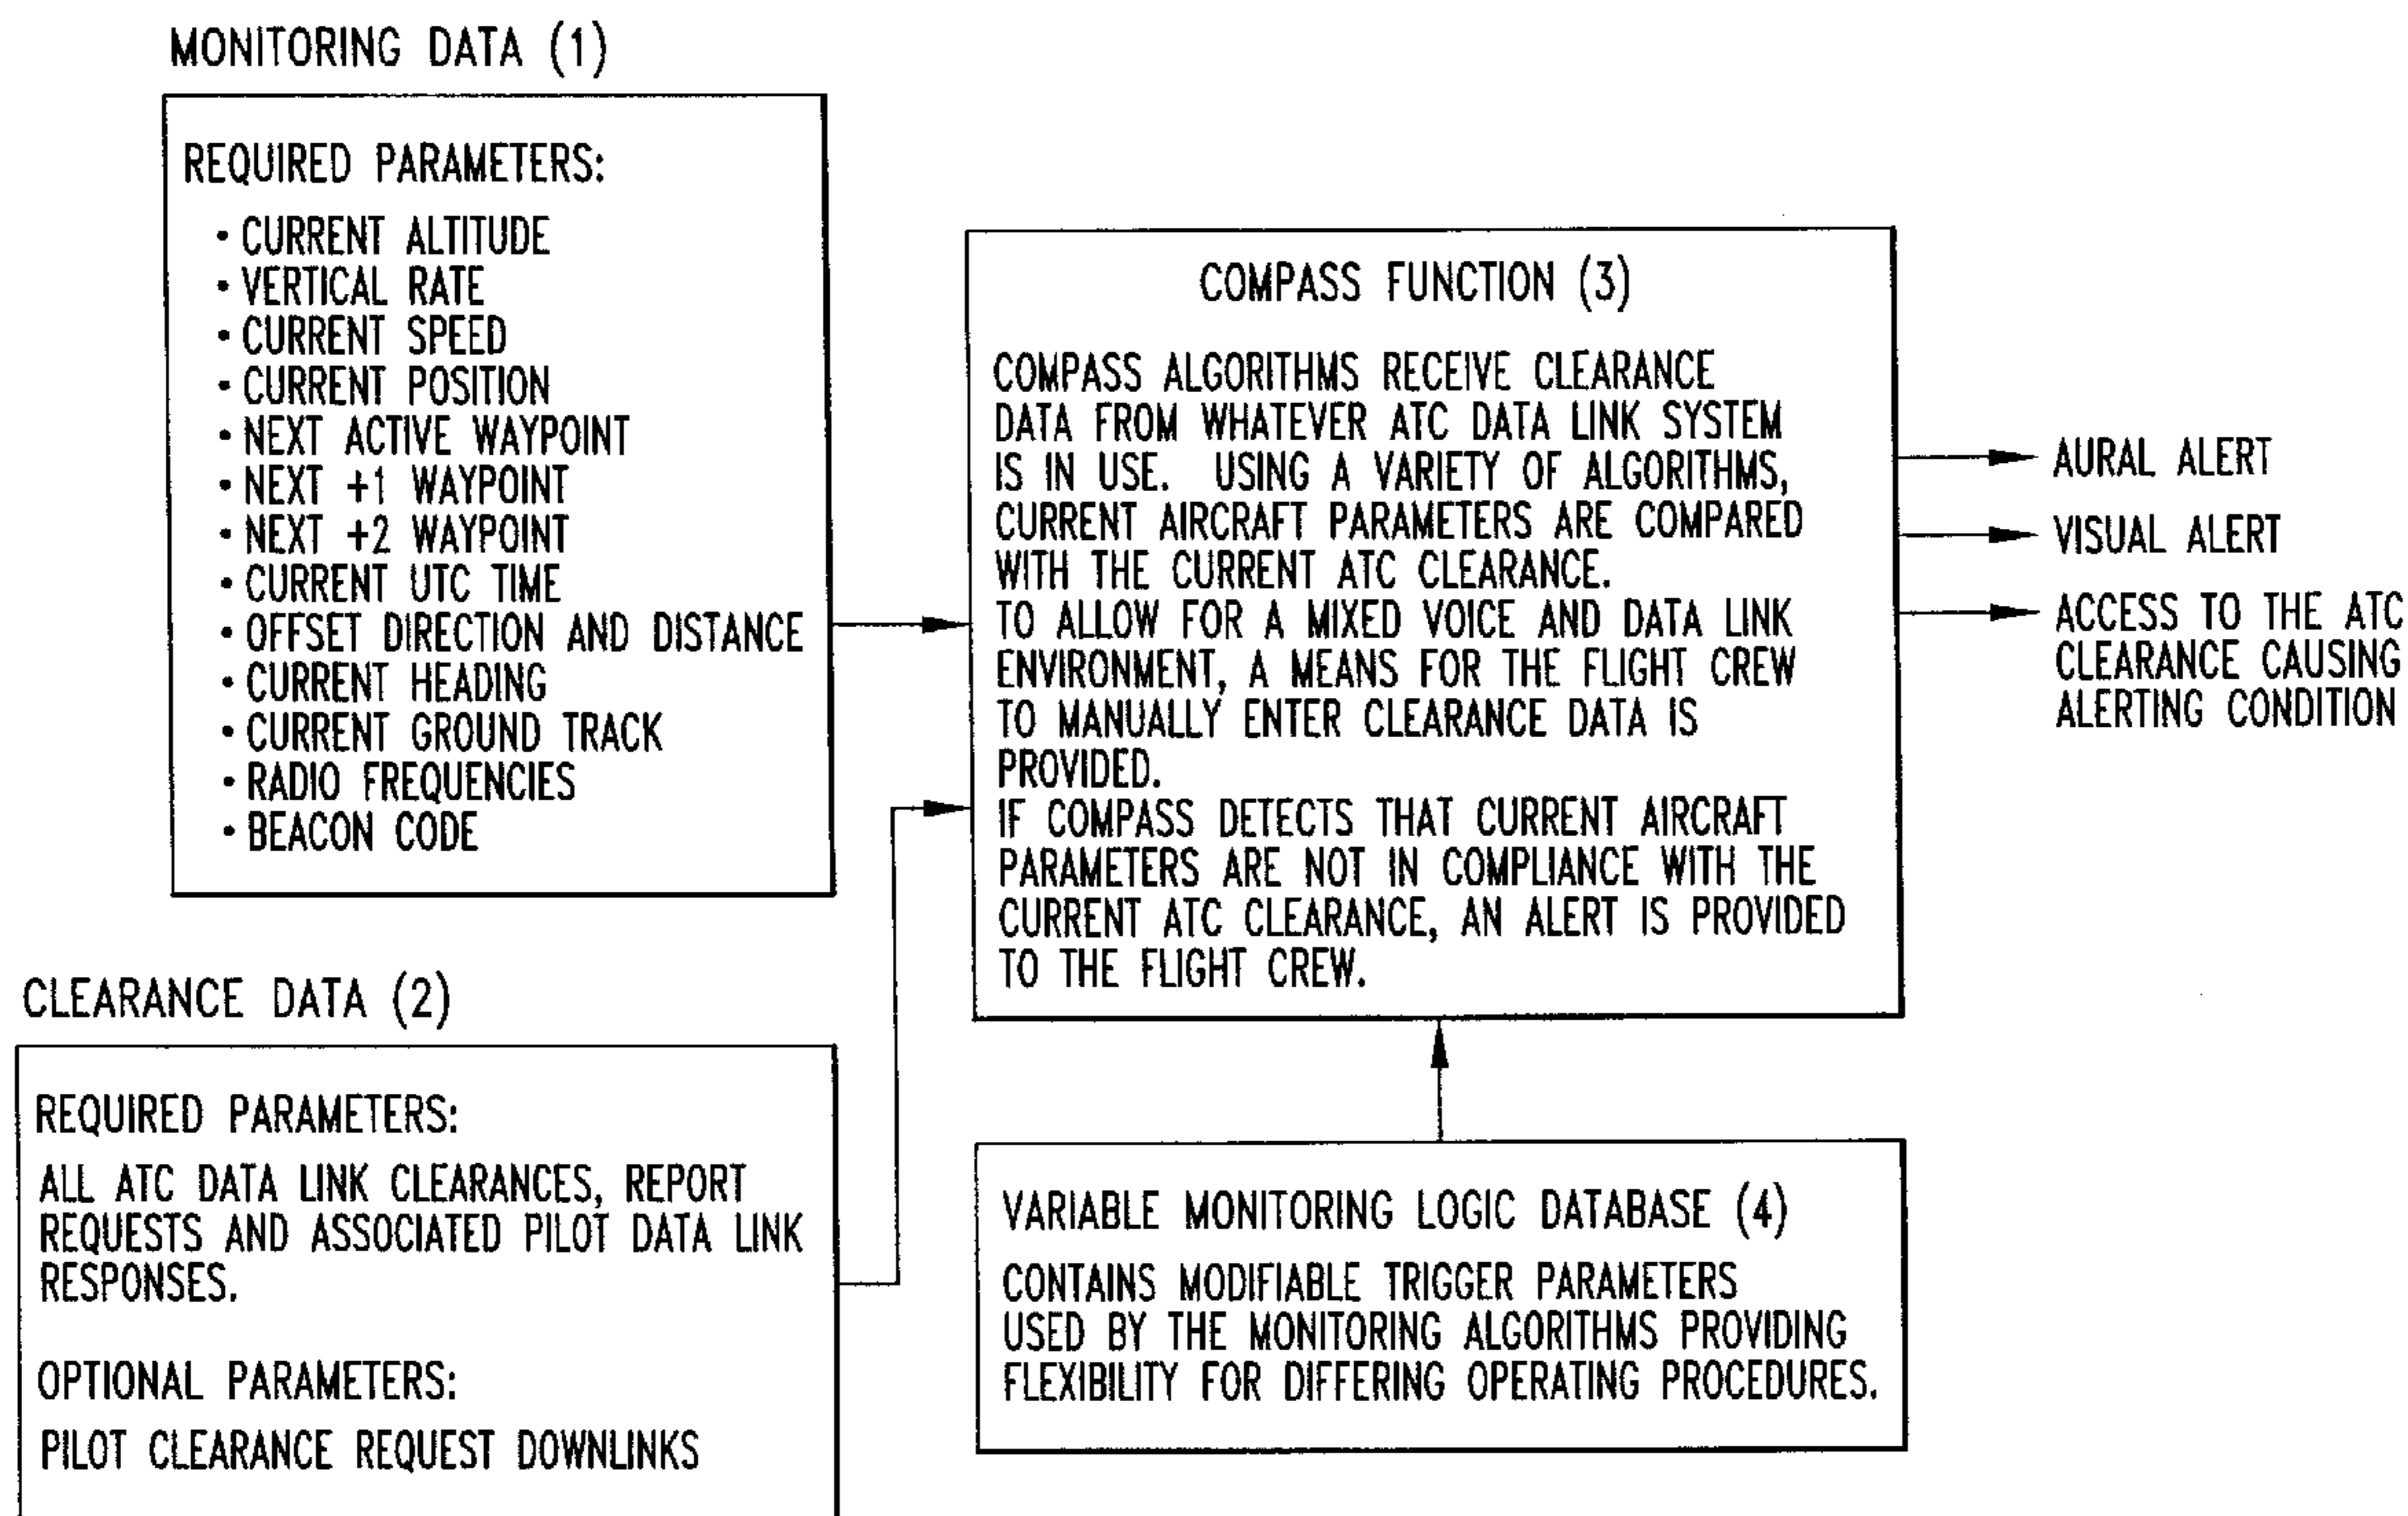 MONITORING DATA (1)
REQUIRED PARAMETERS:
• CURRENT ALTITUDE
• VERTICAL RATE
• CURRENT SPEED
• CURRENT POSITION
• NEXT ACTIVE WAYPOINT
• NEXT +1 WAYPOINT
• NEXT +2 WAYPOINT
• CURRENT UTC TIME
• OFFSET DIRECTION AND DISTANCE
• CURRENT HEADING
• CURRENT GROUND TRACK
• RADIO FREQUENCIES
• BEACON CODE
CLEARANCE DATA (2)
REQUIRED PARAMETERS:
ALL ATC DATA LINK CLEARANCES, REPORT
REQUESTS AND ASSOCIATED PILOT DATA LINK
RESPONSES.
OPTIONAL PARAMETERS:
PILOT CLEARANCE REQUEST DOWNLINKS
COMPASS FUNCTION (3)
COMPASS ALGORITHMS RECEIVE CLEARANCE
DATA FROM WHATEVER ATC DATA LINK SYSTEM
IS IN USE. USING A VARIETY OF ALGORITHMS,
CURRENT AIRCRAFT PARAMETERS ARE COMPARED
WITH THE CURRENT ATC CLEARANCE.
TO ALLOW FOR A MIXED VOICE AND DATA LINK
ENVIRONMENT, A MEANS FOR THE FLIGHT CREW
TO MANUALLY ENTER CLEARANCE DATA IS
PROVIDED.
IF COMPASS DETECTS THAT CURRENT AIRCRAFT
PARAMETERS ARE NOT IN COMPLIANCE WITH THE
CURRENT ATC CLEARANCE, AN ALERT IS PROVIDED
TO THE FLIGHT CREW.
VARIABLE MONITORING LOGIC DATABASE (4)
CONTAINS MODIFIABLE TRIGGER PARAMETERS
USED BY THE MONITORING ALGORITHMS PROVIDING
FLEXIBILITY FOR DIFFERING OPERATING PROCEDURES.
AURAL ALERT
VISUAL ALERT
ACCESS TO THE ATC
CLEARANCE CAUSING
ALERTING CONDITION